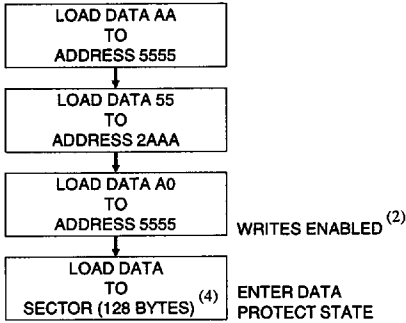 LOAD DATA AA
TO
ADDRESS 5555
LOAD DATA 55
TO
ADDRESS 2AAA
LOAD DATA A0
TO
ADDRESS 5555
WRITES ENABLED (2)
LOAD DATA
TO
SECTOR (128 BYTES) (4)
ENTER DATA
PROTECT STATE